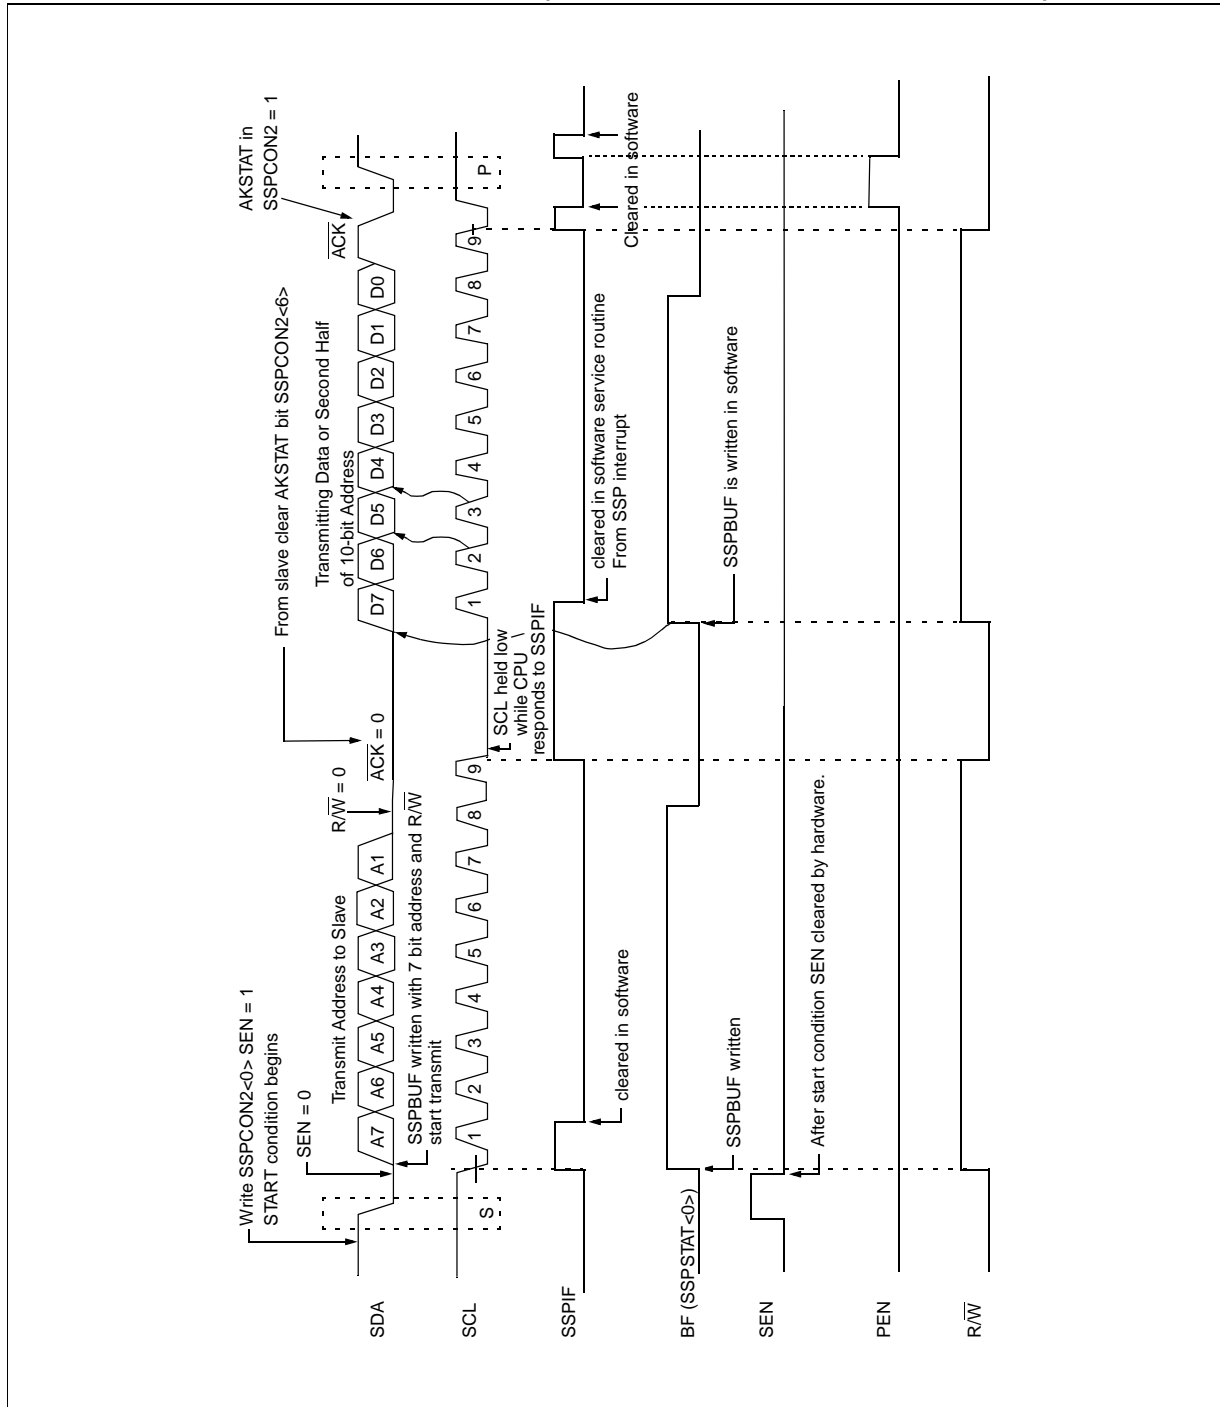 Write SSPCON2<0> SEN = 1
START condition begins
SEN = 0
Transmit Address to Slave
R/W = 0
ACK = 0
From slave clear AKSTAT bit SSPCON2<6>
Transmitting Data or Second Half
of 10-bit Address
ACK
AKSTAT in
SSPCON2 = 1
SDA
A7 A6 A5 A4 A3 A2 A1
D7 D6 D5 D4 D3 D2 D1 D0
SSPBUF written with 7 bit address and R/W
start transmit
SCL
S
1 2 3 4 5 6 7 8 9
1 2 3 4 5 6 7 8 9
P
SCL held low
while CPU
responds to SSPIF
SSPIF
cleared in software
cleared in software service routine
From SSP interrupt
Cleared in software
Cleared in software
BF (SSPSTAT<0>)
SSPBUF written
SSPBUF is written in software
SEN
After start condition SEN cleared by hardware.
PEN
R/W